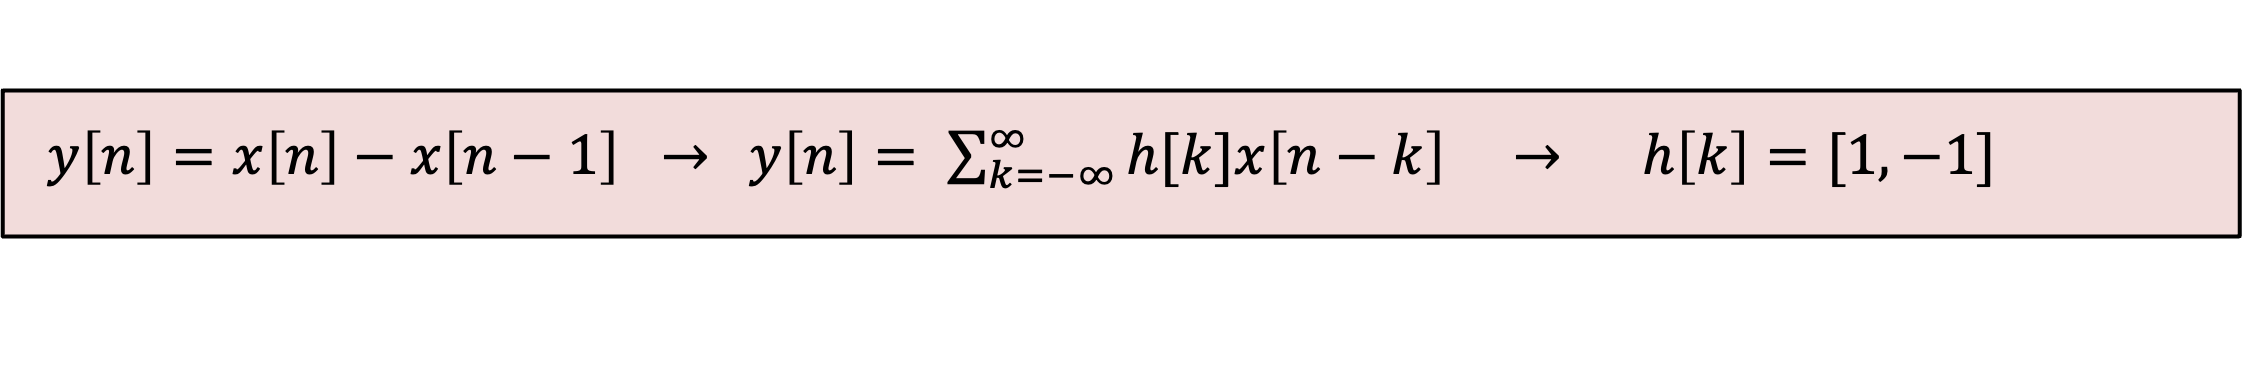 y[n] = x[n] − x[n − 1] → y[n] = ∑_{k=−∞}^{∞} h[k]x[n − k] → h[k] = [1, −1]